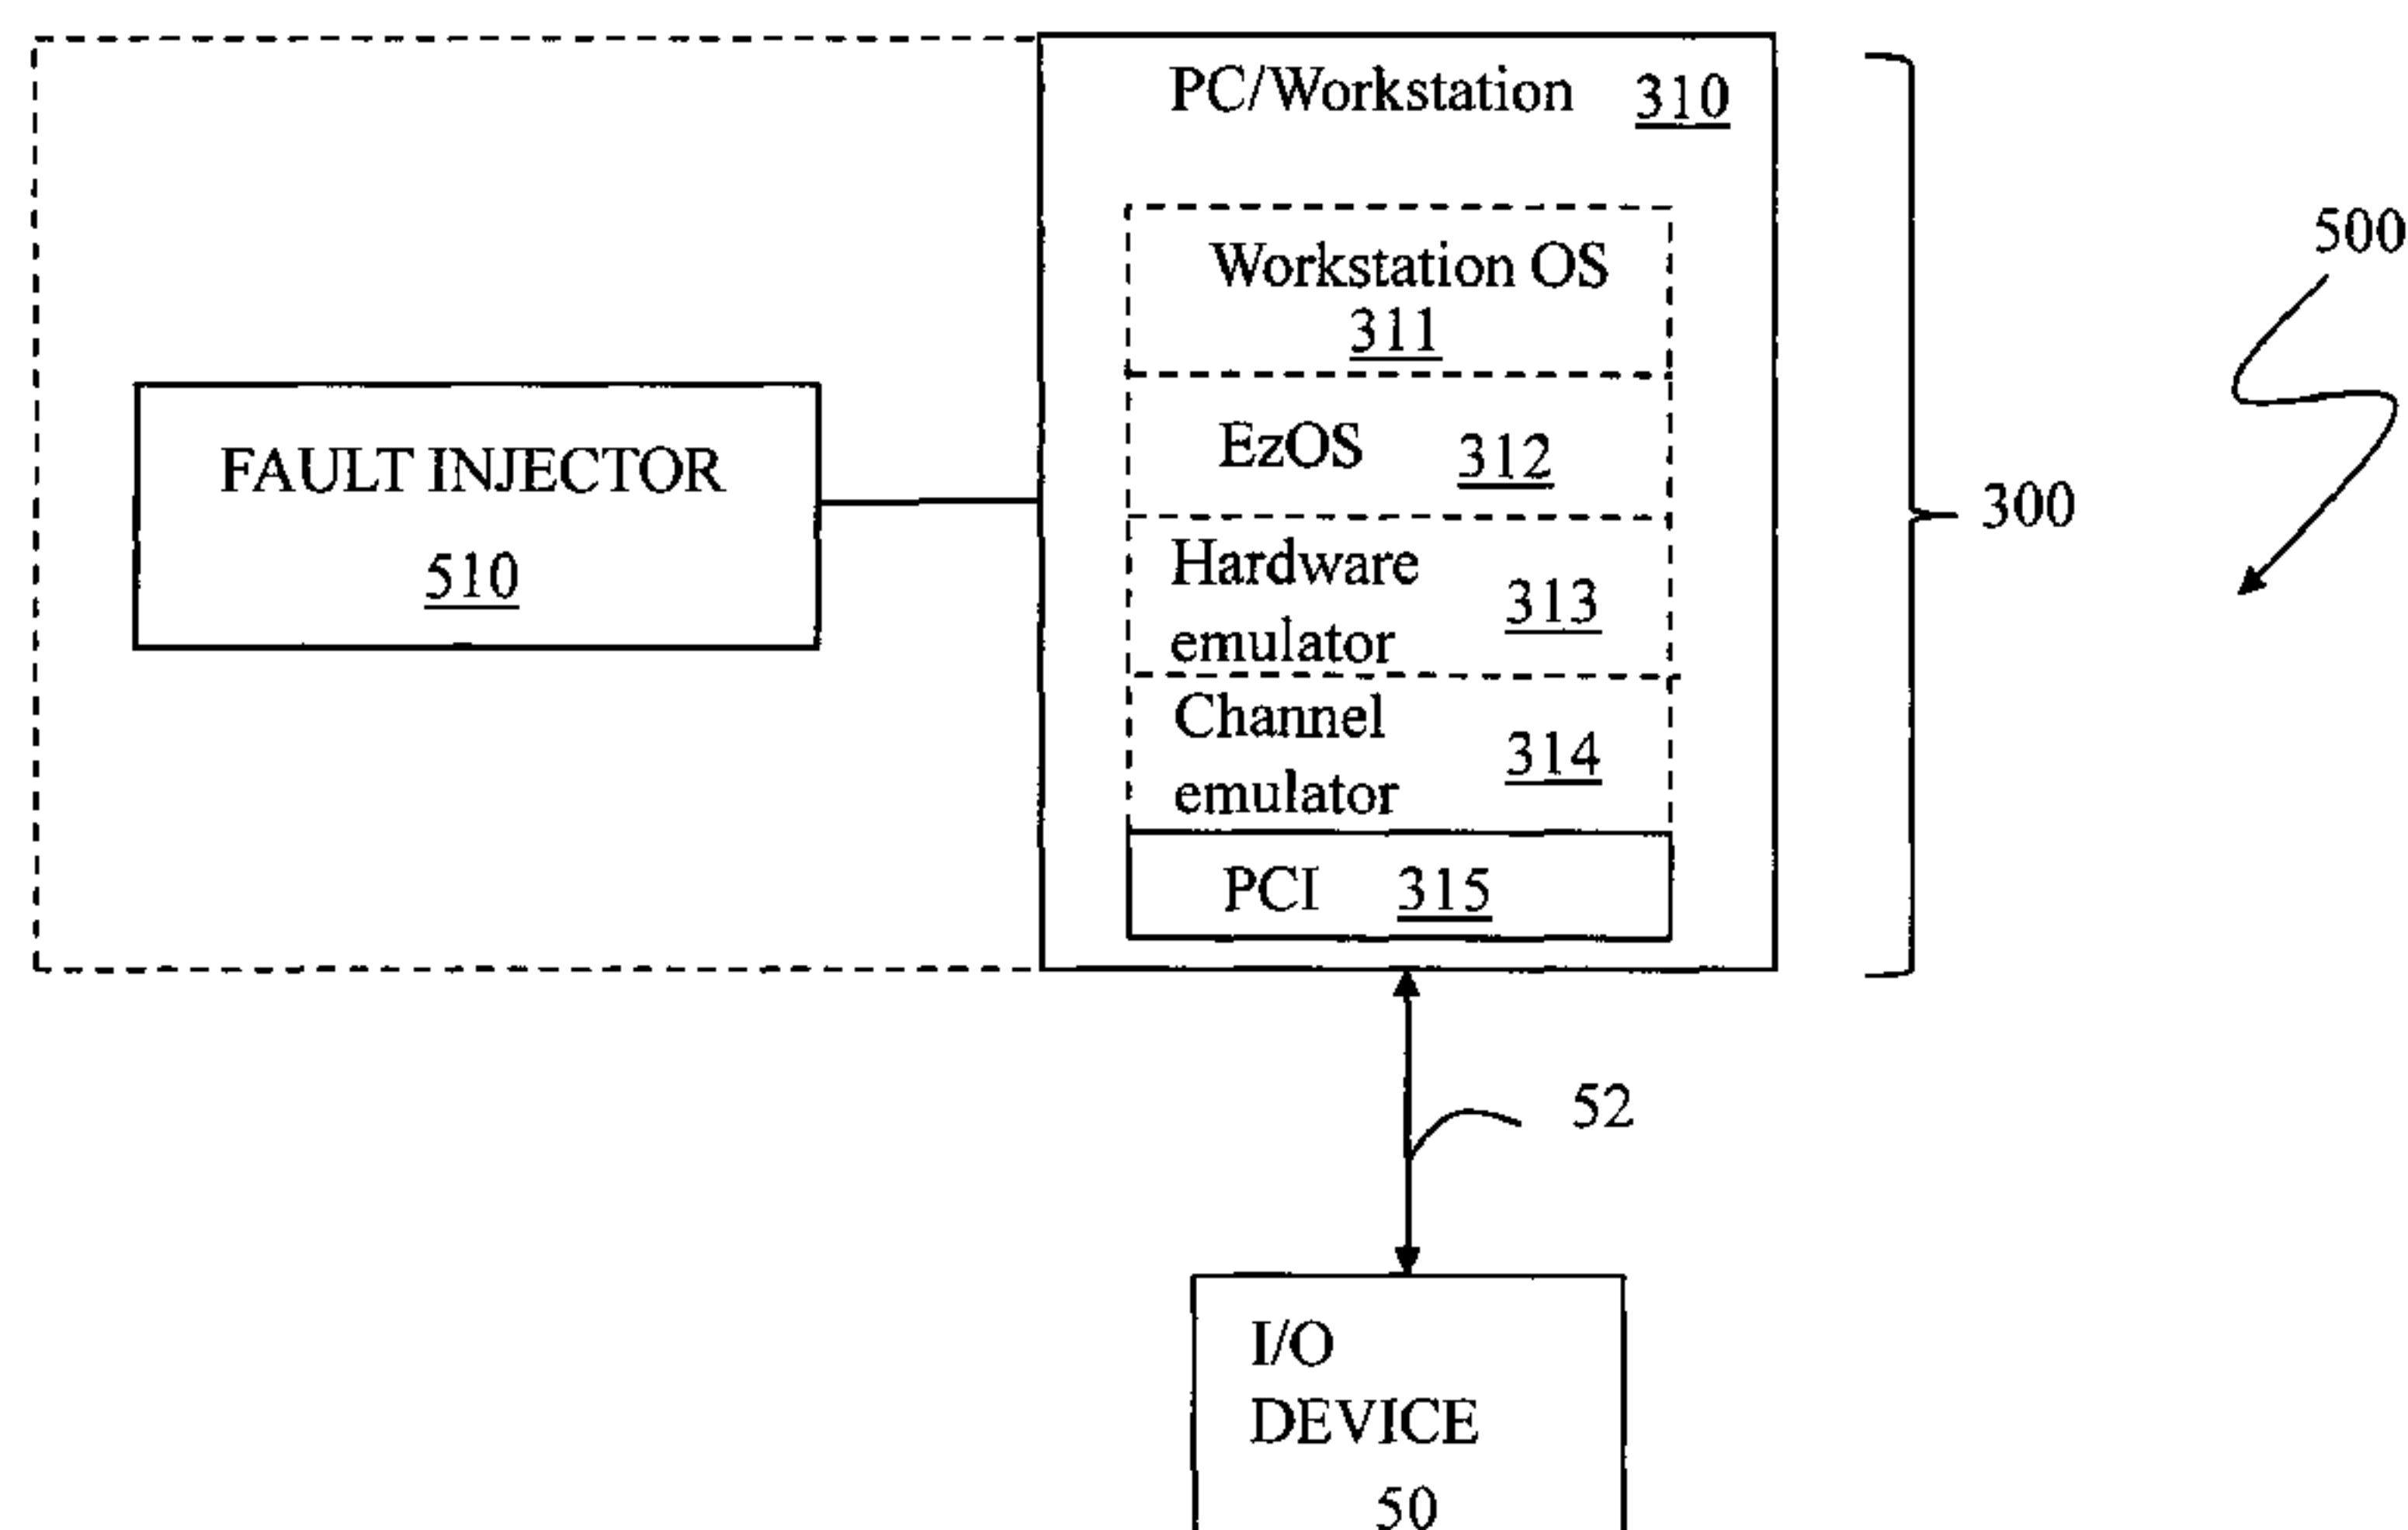 PC/Workstation 310
Workstation OS
311
500
FAULT INJECTOR
510
EzOS 312
300
Hardware
emulator
313
Channel
emulator
314
PCI 315
52
I/O
DEVICE
50